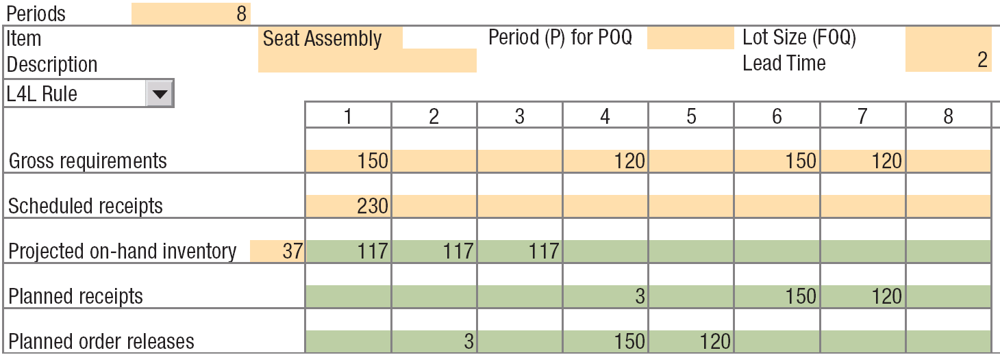 Periods 8
Item Seat Assembly Period (P) for POQ Lot Size (FOQ)
Description Lead Time 2
L4L Rule
1 2 3 4 5 6 7 8
Gross requirements 150 120 150 120
Scheduled receipts 230
Projected on-hand inventory 37 117 117 117
Planned receipts 3 150 120
Planned order releases 3 150 120